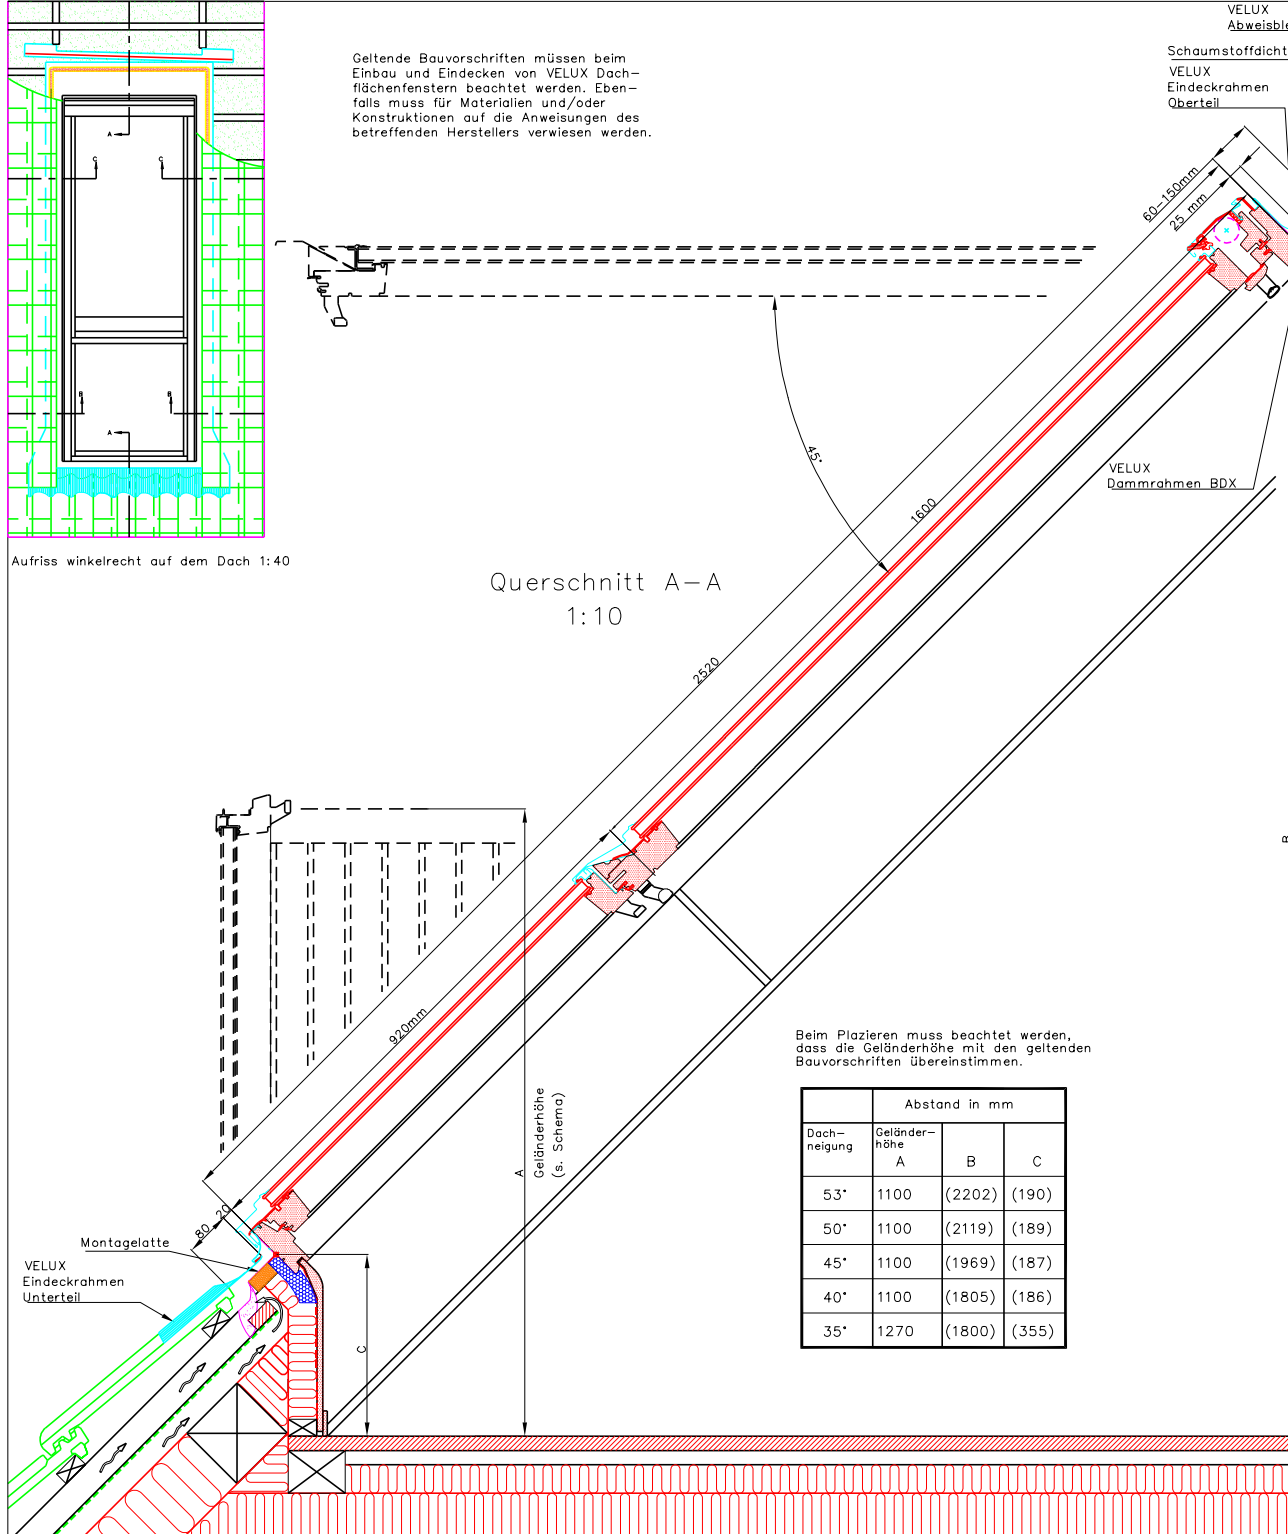 VELUX
Abweisble
Schaumstoffdicht
VELUX
Eindeckrahmen
Oberteil
Geltende Bauvorschriften müssen beim
Einbau und Eindecken von VELUX Dach-
flächenfenstern beachtet werden. Eben-
falls muss für Materialien und/oder
Konstruktionen auf die Anweisungen des
betreffenden Herstellers verwiesen werden.
A
C C
B B
A
Aufriss winkelrecht auf dem Dach 1:40
60-150mm
25 mm
45°
VELUX
Dammrahmen BDX
1600
Querschnitt A-A
1:10
2520
B
920mm
A
Geländerhöhe
(s. Schema)
80 20
Montagelatte
VELUX
Eindeckrahmen
Unterteil
C
Beim Plazieren muss beachtet werden,
dass die Geländerhöhe mit den geltenden
Bauvorschriften übereinstimmen.
Abstand in mm
Dach-
neigung
Geländer-
höhe
A B C
53° 1100 (2202) (190)
50° 1100 (2119) (189)
45° 1100 (1969) (187)
40° 1100 (1805) (186)
35° 1270 (1800) (355)